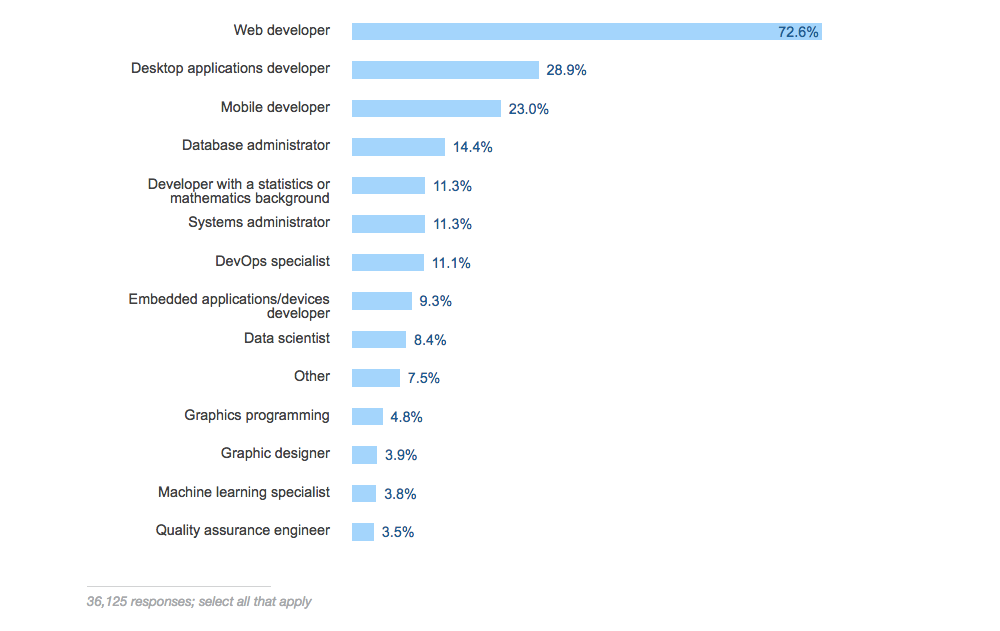 Web developer 72.6%
Desktop applications developer 28.9%
Mobile developer 23.0%
Database administrator 14.4%
Developer with a statistics or
mathematics background 11.3%
Systems administrator 11.3%
DevOps specialist 11.1%
Embedded applications/devices
developer 9.3%
Data scientist 8.4%
Other 7.5%
Graphics programming 4.8%
Graphic designer 3.9%
Machine learning specialist 3.8%
Quality assurance engineer 3.5%
36,125 responses; select all that apply